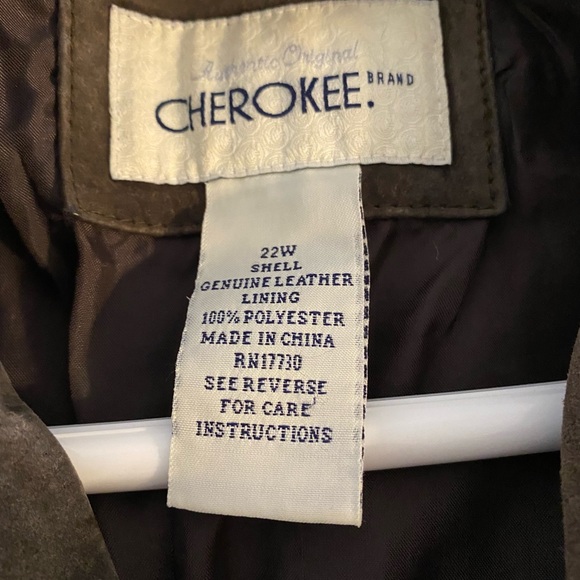 Authentic Original
CHEROKEE. BRAND
22W
SHELL
GENUINE LEATHER
LINING
100% POLYESTER
MADE IN CHINA
RN17730
SEE REVERSE
FOR CARE
INSTRUCTIONS